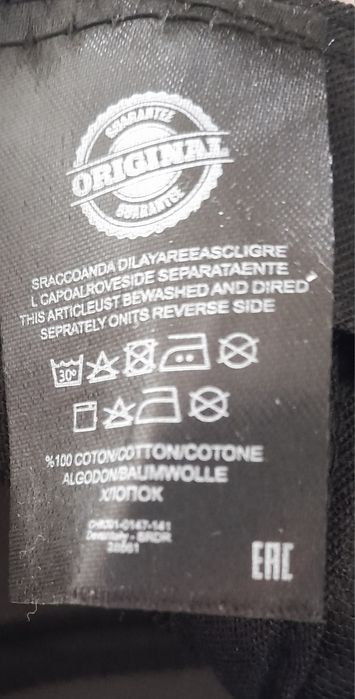 GUARANTEE
ORIGINAL
GUARANTEE
SRACCOANDA DILAYAREEASCLIGRE
L CAPOALROVESIDE SEPARATAENTE
THIS ARTICLEUST BEWASHED AND DIRED
SEPRATELY ONITS REVERSE SIDE
30°
%100 COTON/COTTON/COTONE
ALGODON/BAUMWOLLE
ХЛОПОК
EAC